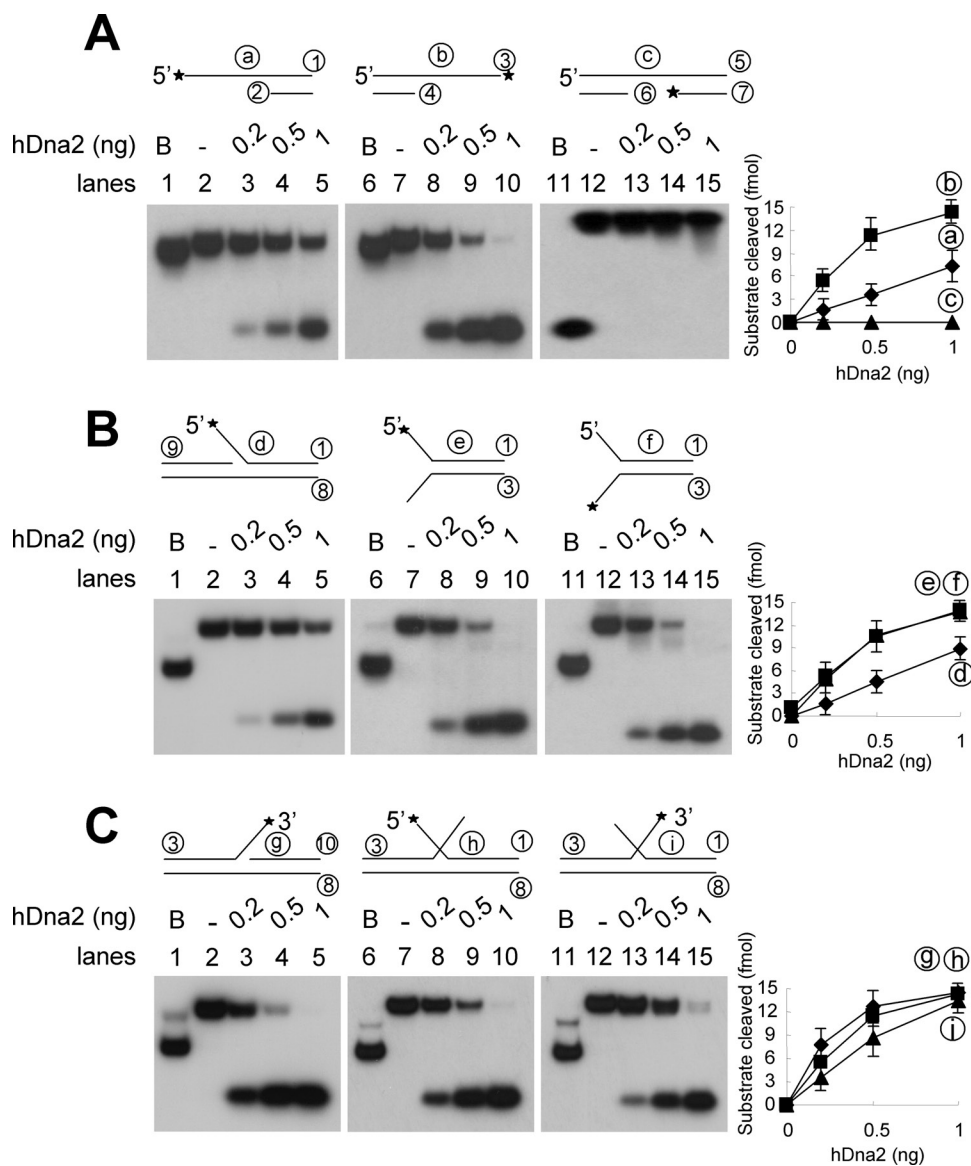 A
ⓐ ① ⓑ ③ ⓒ ⑤
5' 5' 5'
② ④ ⑥ ⑦
hDna2 (ng) B - 0.2 0.5 1 B - 0.2 0.5 1 B - 0.2 0.5 1
lanes 1 2 3 4 5 6 7 8 9 10 11 12 13 14 15
Substrate cleaved (fmol)
15
12
9
6
3
0
ⓑ
ⓐ
ⓒ
0 0.5 1
hDna2 (ng)
B
5' 5' 5'
⑨ ⓓ ① ⓔ ① ⓕ ①
⑧ ③ ③
hDna2 (ng) B - 0.2 0.5 1 B - 0.2 0.5 1 B - 0.2 0.5 1
lanes 1 2 3 4 5 6 7 8 9 10 11 12 13 14 15
Substrate cleaved (fmol)
15
12
9
6
3
0
ⓔ ⓕ
ⓓ
0 0.5 1
hDna2 (ng)
C
3' 5' 3'
③ ⓖ ⑩ ③ ⓗ ① ③ ⓘ ①
⑧ ⑧ ⑧
hDna2 (ng) B - 0.2 0.5 1 B - 0.2 0.5 1 B - 0.2 0.5 1
lanes 1 2 3 4 5 6 7 8 9 10 11 12 13 14 15
Substrate cleaved (fmol)
15
12
9
6
3
0
ⓖ ⓗ
ⓘ
0 0.5 1
hDna2 (ng)